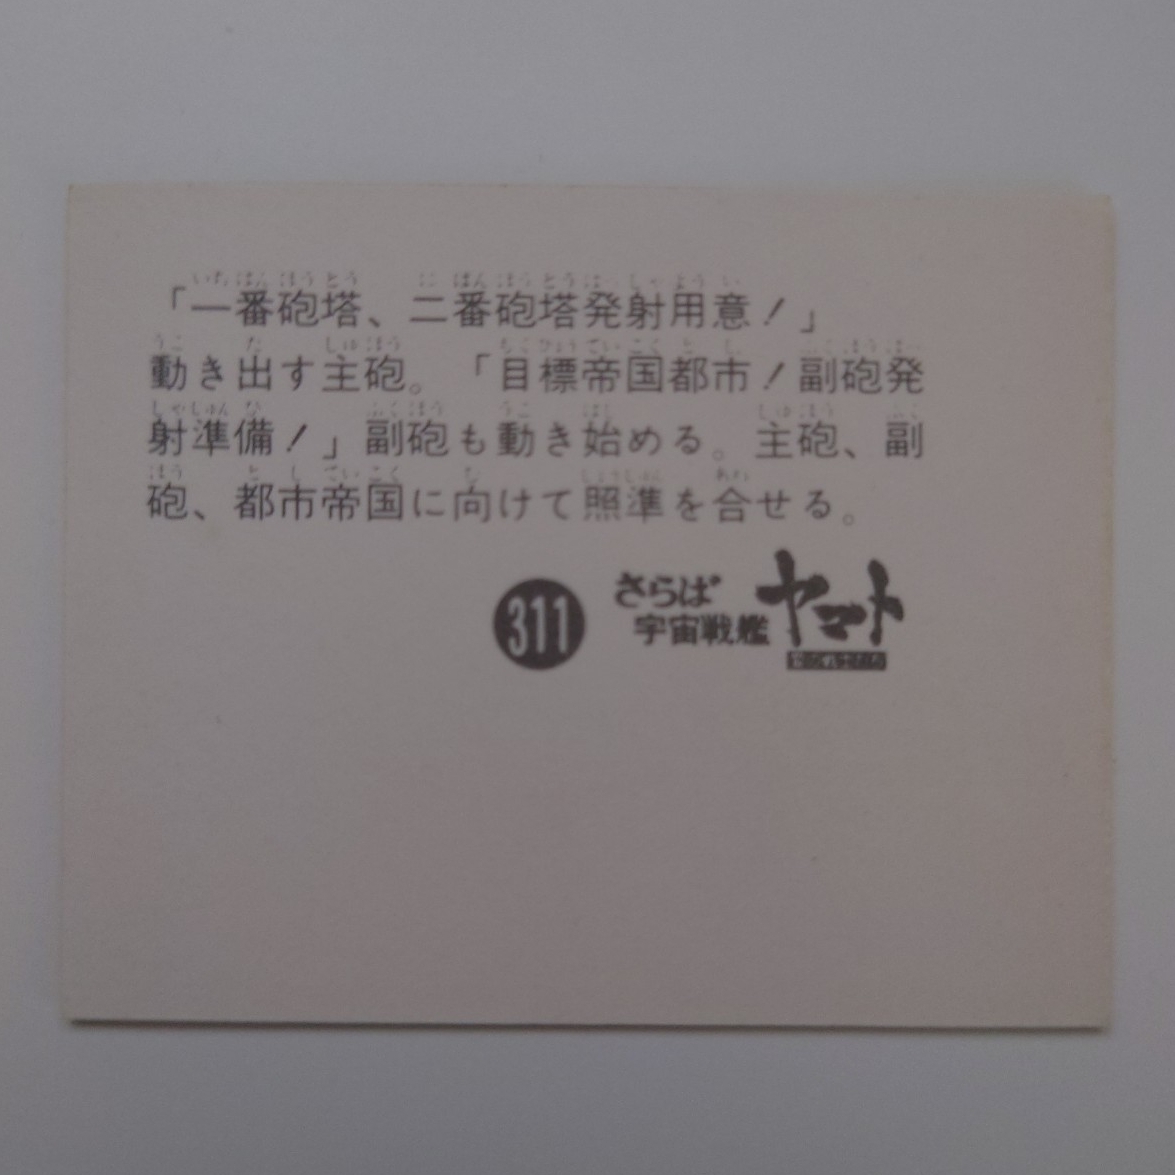 「一番砲塔、二番砲塔発射用意！」
動き出す主砲。「目標帝国都市！副砲発
射準備！」副砲も動き始める。主砲、副
砲、都市帝国に向けて照準を合せる。
311
さらば
宇宙戦艦
ヤマト